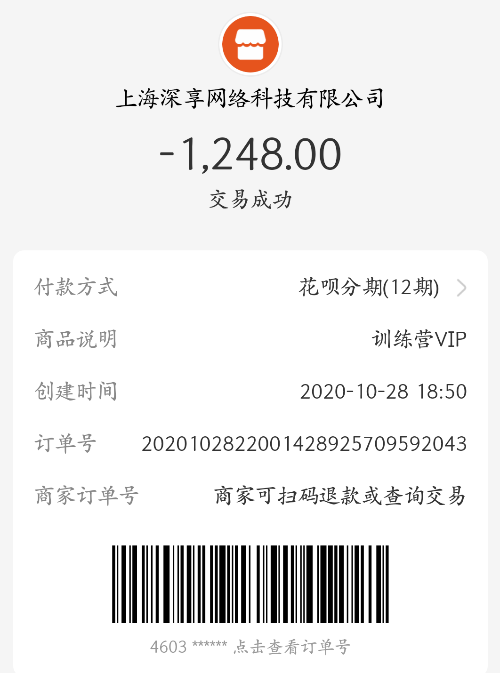 上海深享网络科技有限公司
-1,248.00
交易成功
付款方式 花呗分期(12期)
商品说明 训练营VIP
创建时间 2020-10-28 18:50
订单号 2020102822001428925709592043
商家订单号 商家可扫码退款或查询交易
4603 ****** 点击查看订单号